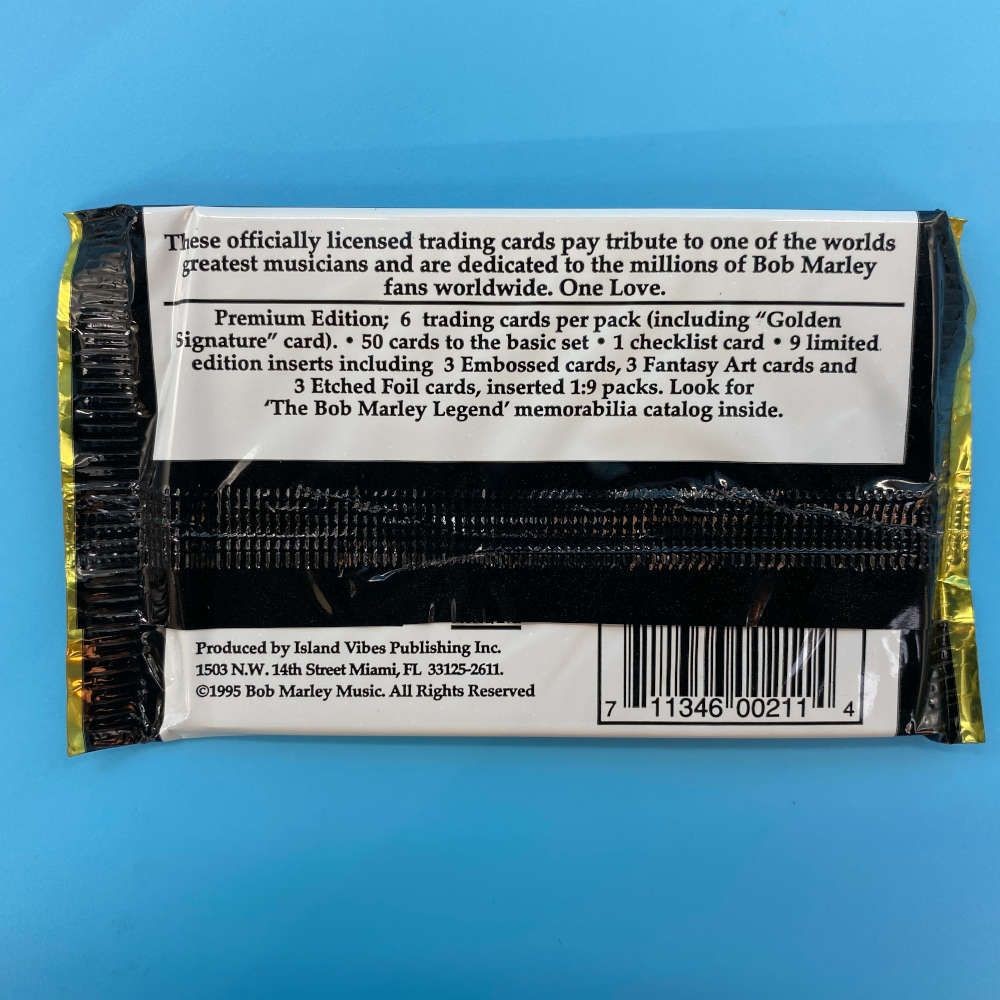 These officially licensed trading cards pay tribute to one of the worlds
greatest musicians and are dedicated to the millions of Bob Marley
fans worldwide. One Love.
Premium Edition; 6 trading cards per pack (including “Golden
Signature” card). • 50 cards to the basic set • 1 checklist card • 9 limited
edition inserts including 3 Embossed cards, 3 Fantasy Art cards and
3 Etched Foil cards, inserted 1:9 packs. Look for
'The Bob Marley Legend' memorabilia catalog inside.
Produced by Island Vibes Publishing Inc.
1503 N.W. 14th Street Miami, FL 33125-2611.
©1995 Bob Marley Music. All Rights Reserved
7 11346 00211 4